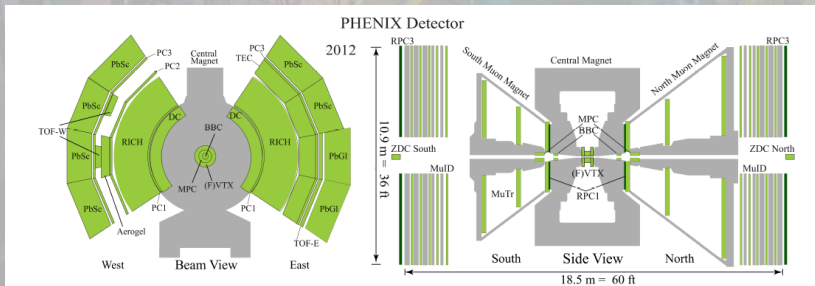 PHENIX Detector
2012
PC3
PC2
Central
Magnet
PC3
TEC
PbSc
PbSc
PbSc
PbSc
TOF-W
PbSc
PbSc
DC
DC
BBC
RICH
RICH
PbSc
PbGl
PbSc
PbGl
MPC
(F)VTX
PC1
PC1
Aerogel
TOF-E
West
Beam View
East
RPC3
South Muon Magnet
Central Magnet
North Muon Magnet
RPC3
10.9 m = 36 ft
MPC
BBC
ZDC South
ZDC North
MuID
(F)VTX
MuID
MuTr
RPC1
South
Side View
North
18.5 m = 60 ft